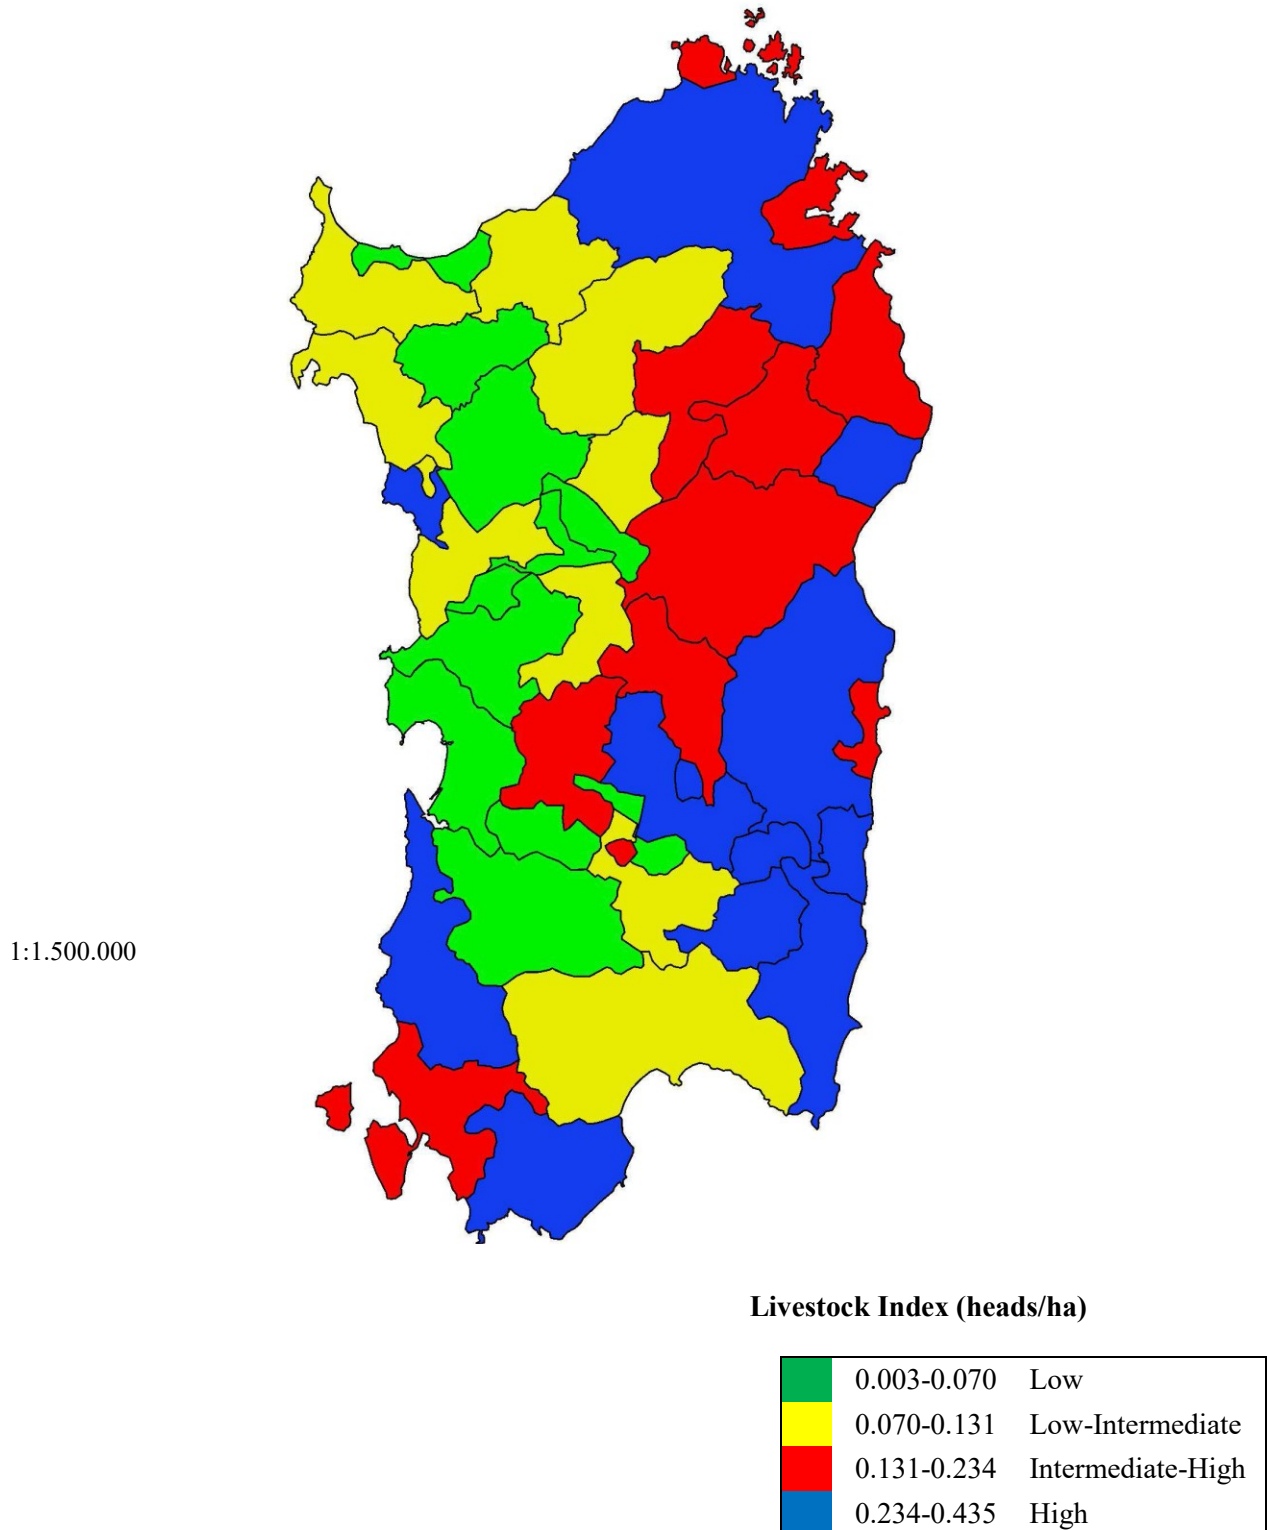 1:1.500.000
Livestock Index (heads/ha)
0.003-0.070 Low
0.070-0.131 Low-Intermediate
0.131-0.234 Intermediate-High
0.234-0.435 High